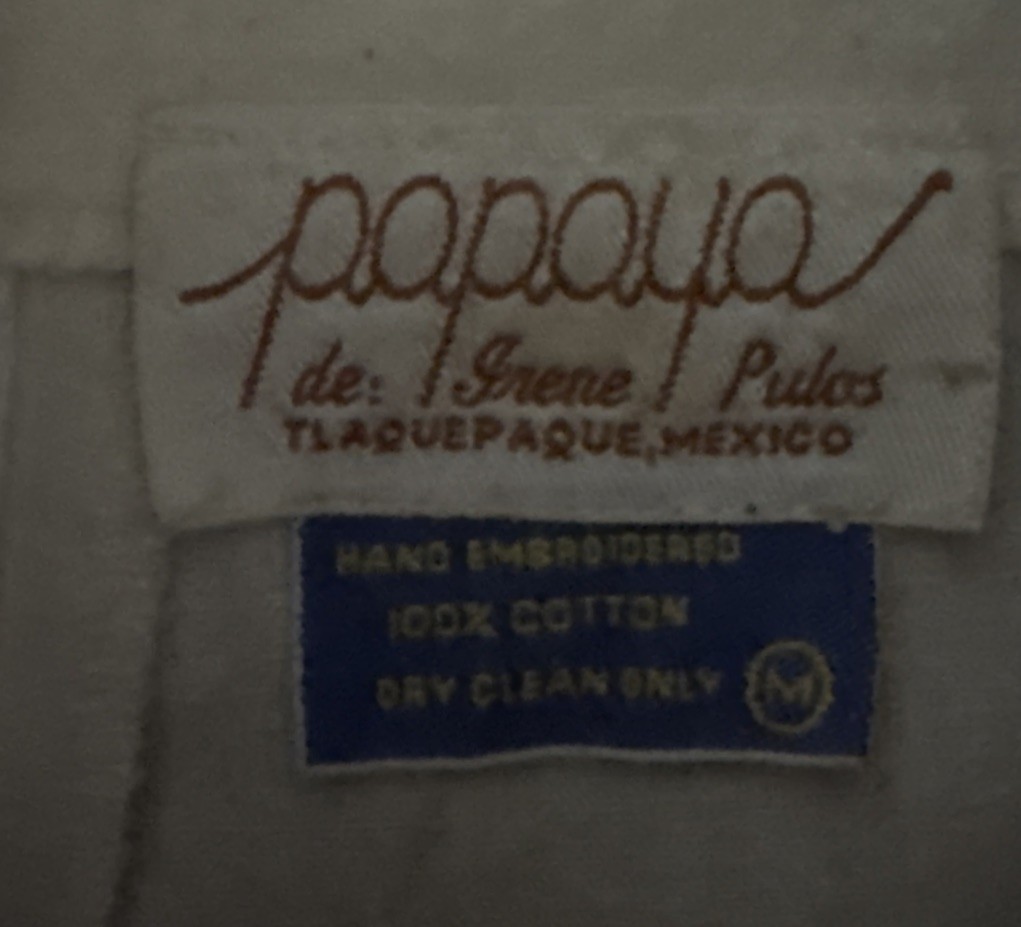 papaya
de: Irene Pulos
TLAQUEPAQUE, MEXICO
HAND EMBROIDERED
100% COTTON
DRY CLEAN ONLY
M